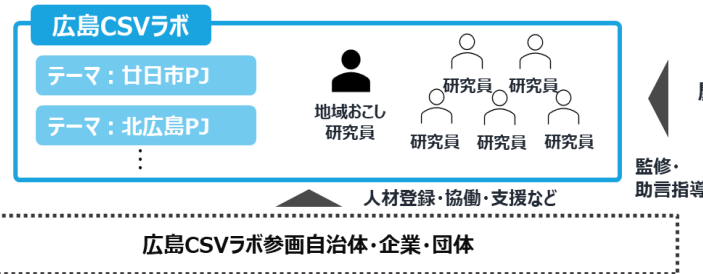 広島CSVラボ
テーマ：廿日市PJ
テーマ：北広島PJ
⋮
地域おこし
研究員
研究員 研究員
研究員 研究員 研究員
監修・
助言指導
人材登録・協働・支援など
広島CSVラボ参画自治体・企業・団体